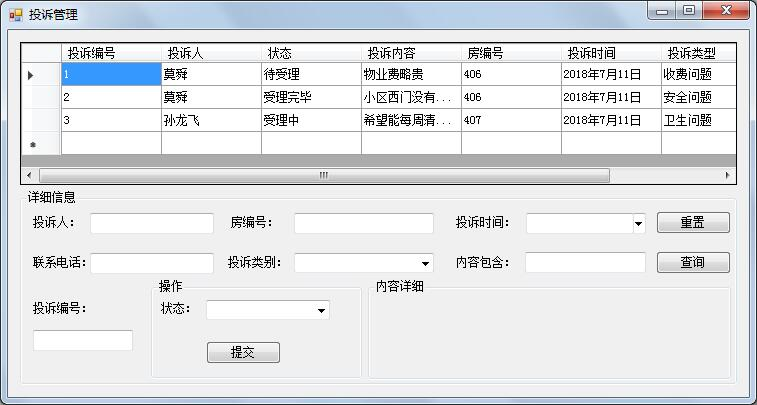 投诉管理
投诉编号 投诉人 状态 投诉内容 房编号 投诉时间 投诉类型
1 莫舜 待受理 物业费略贵 406 2018年7月11日 收费问题
2 莫舜 受理完毕 小区西门没有... 406 2018年7月11日 安全问题
3 孙龙飞 受理中 希望能每周清... 407 2018年7月11日 卫生问题
详细信息
投诉人： 房编号： 投诉时间： 重置
联系电话： 投诉类别： 内容包含： 查询
操作 内容详细
投诉编号： 状态：
提交